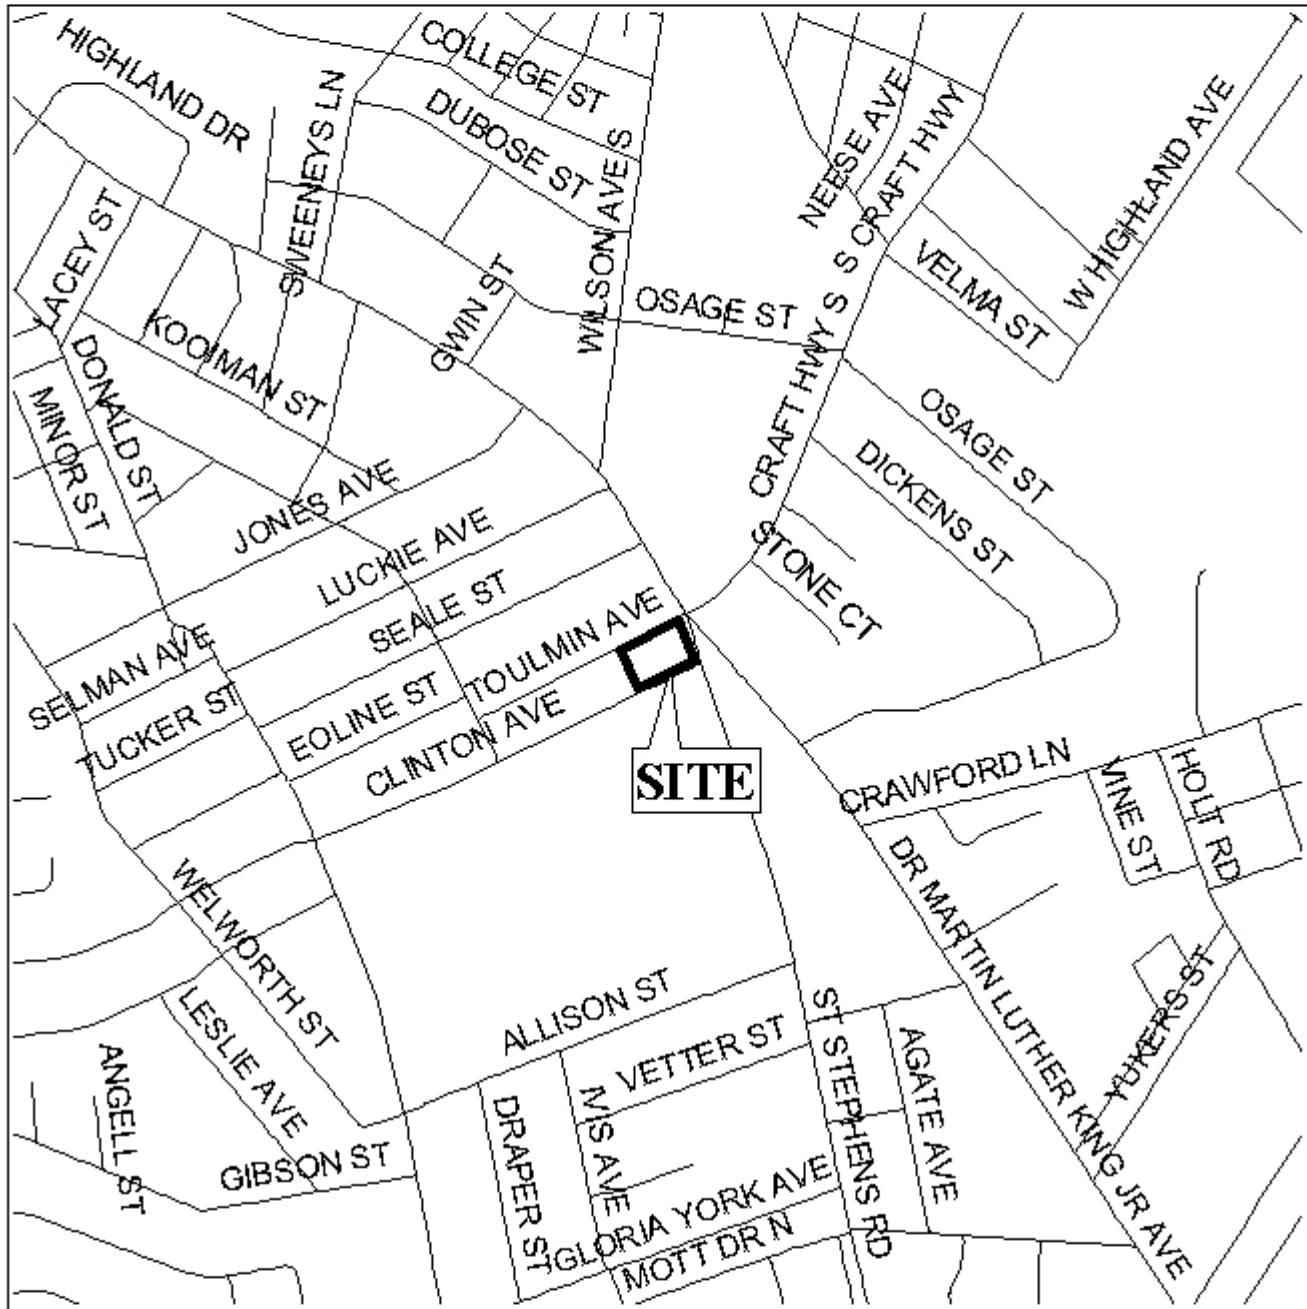 HIGHLAND DR
COLLEGE ST
SWEENEYS LN
DUBOSE ST
NEESE AVE
S CRAFT HWY
W HIGHLAND AVE
LACEY ST
WILSON AVE S
VELMA ST
GWIN ST
OSAGE ST
KOOIMAN ST
DONALD ST
MINOR ST
CRAFT HWY S
OSAGE ST
DICKENS ST
JONES AVE
LUCKIE AVE
STONE CT
SEALE ST
TOULMIN AVE
SELMAN AVE
TUCKER ST
EOLINE ST
CLINTON AVE
SITE
CRAWFORD LN
VINE ST
HOLT RD
WELWORTH ST
DR MARTIN LUTHER KING JR AVE
YUKERS ST
ALLISON ST
LESLIE AVE
VETTER ST
ST STEPHENS RD
AGATE AVE
ANGELL ST
IVIS AVE
DRAPER ST
GIBSON ST
GLORIA YORK AVE
MOTT DR N